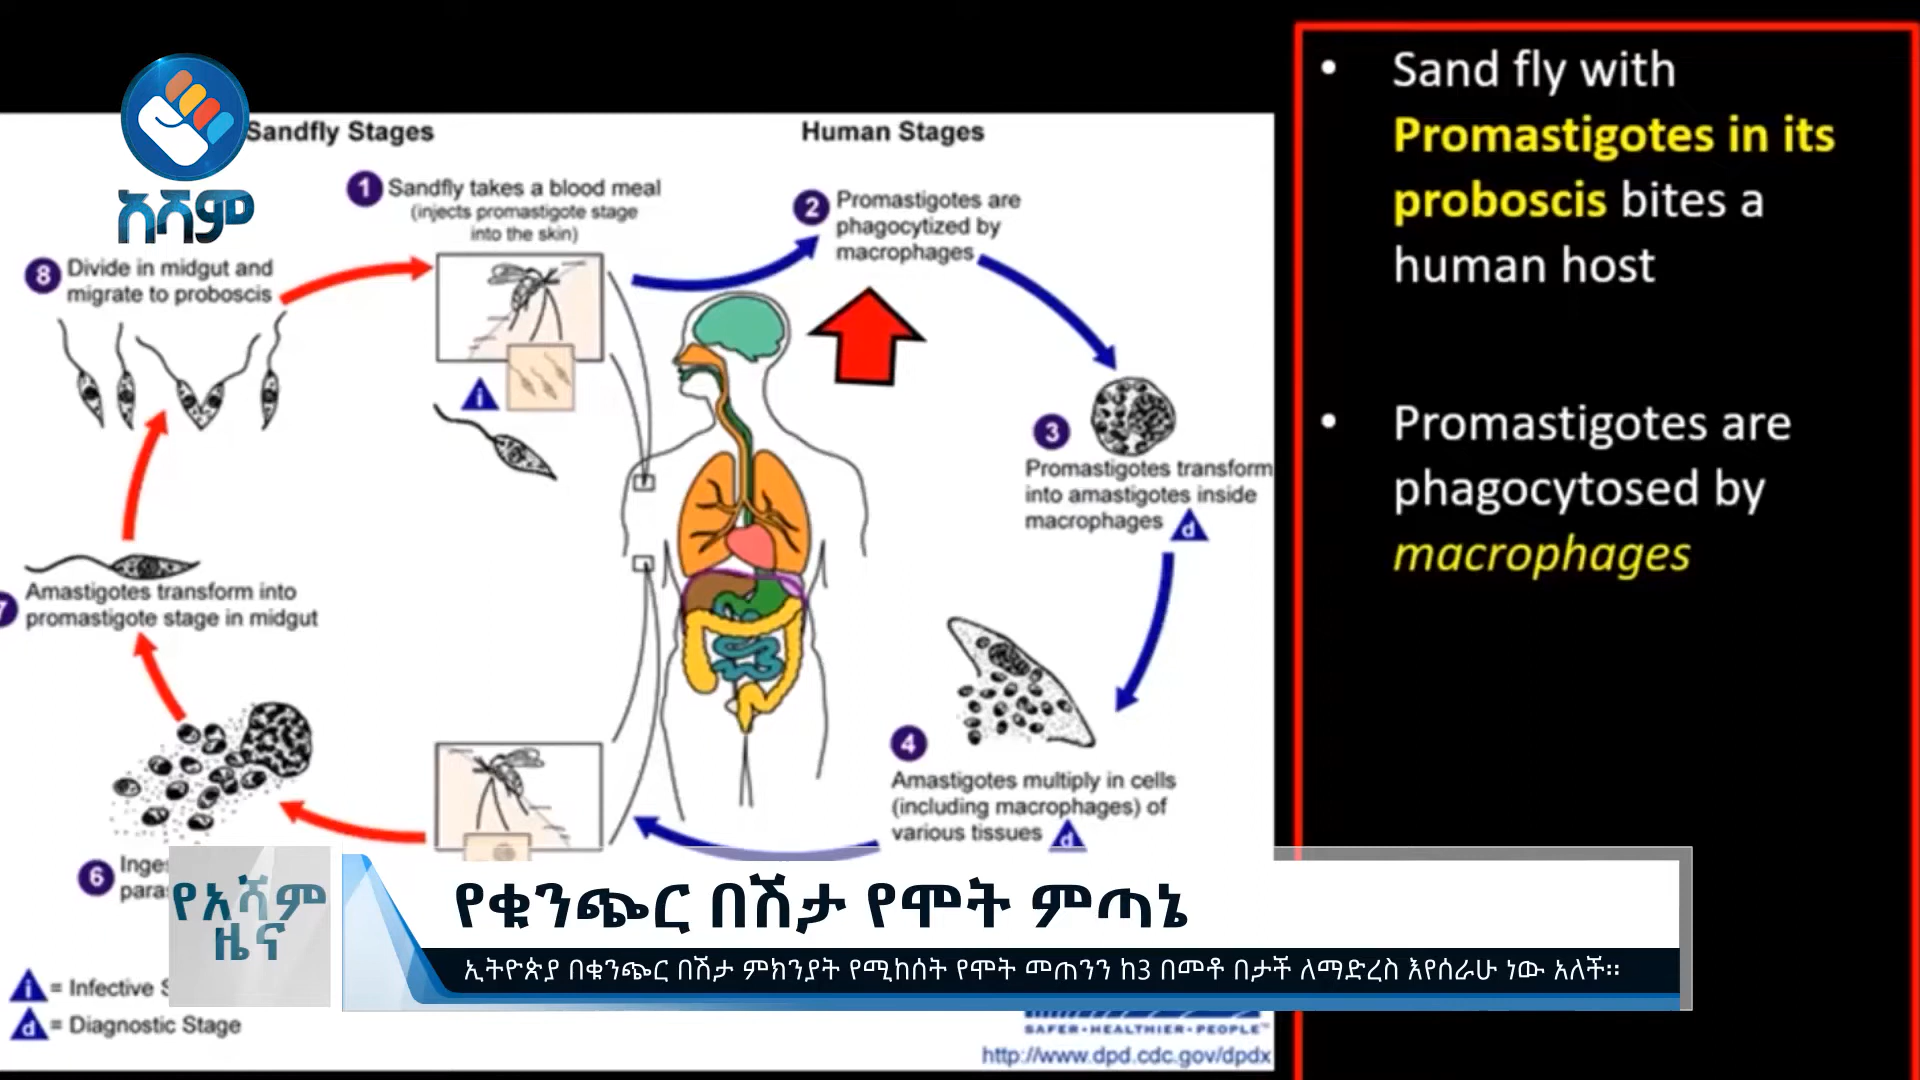 አሻም
Sandfly Stages
Human Stages
1 Sandfly takes a blood meal
(injects promastigote stage
into the skin)
2 Promastigotes are
phagocytized by
macrophages
8 Divide in midgut and
migrate to proboscis
i
3
Promastigotes transform
into amastigotes inside
macrophages d
7 Amastigotes transform into
promastigote stage in midgut
4
Amastigotes multiply in cells
(including macrophages) of
various tissues d
6
i = Infective
d = Diagnostic Stage
SAFER·HEALTHIER·PEOPLE™
http://www.dpd.cdc.gov/dpdx
• Sand fly with
Promastigotes in its
proboscis bites a
human host
• Promastigotes are
phagocytosed by
macrophages
የአሻም
ዜና
የቁንጭር በሽታ የሞት ምጣኔ
ኢትዮጵያ በቁንጭር በሽታ ምክንያት የሚከሰት የሞት መጠንን ከ3 በመቶ በታች ለማድረስ እየሰራሁ ነው አለች።